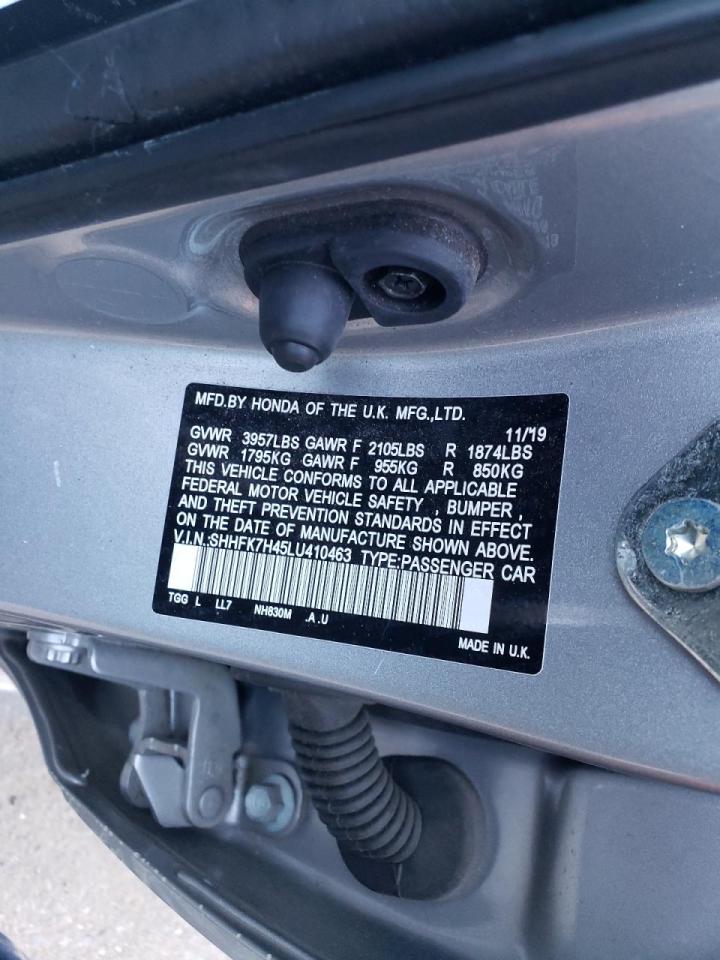 MFD.BY HONDA OF THE U.K. MFG.,LTD.
11/19
GVWR 3957LBS GAWR F 2105LBS R 1874LBS
GVWR 1795KG GAWR F 955KG R 850KG
THIS VEHICLE CONFORMS TO ALL APPLICABLE
FEDERAL MOTOR VEHICLE SAFETY , BUMPER ,
AND THEFT PREVENTION STANDARDS IN EFFECT
ON THE DATE OF MANUFACTURE SHOWN ABOVE.
V.I.N.:SHHFK7H45LU410463 TYPE:PASSENGER CAR
TGG L LL7 NH830M .A .U
MADE IN U.K.